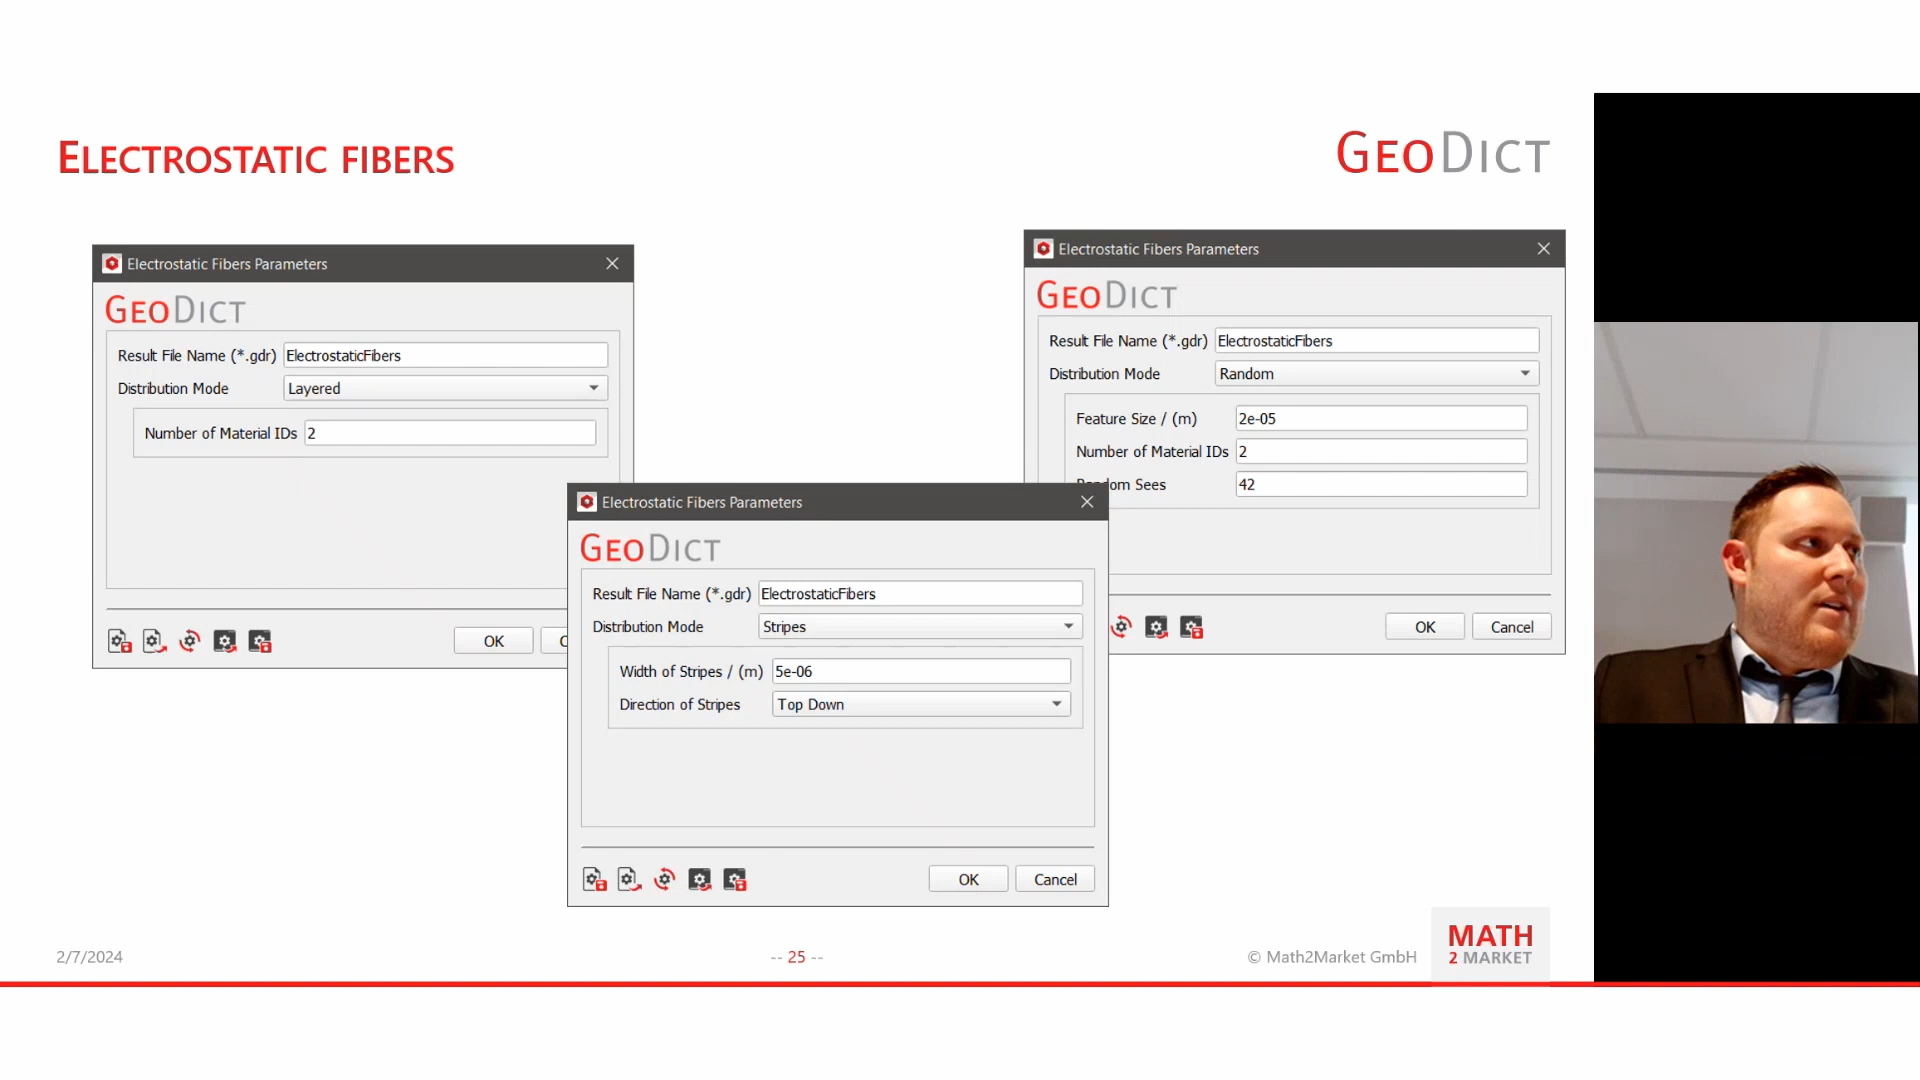 ELECTROSTATIC FIBERS
GEODICT
Electrostatic Fibers Parameters
GEODICT
Result File Name (*.gdr) ElectrostaticFibers
Distribution Mode Layered
Number of Material IDs 2
OK
Electrostatic Fibers Parameters
GEODICT
Result File Name (*.gdr) ElectrostaticFibers
Distribution Mode Random
Feature Size / (m) 2e-05
Number of Material IDs 2
Sees 42
OK Cancel
Electrostatic Fibers Parameters
GEODICT
Result File Name (*.gdr) ElectrostaticFibers
Distribution Mode Stripes
Width of Stripes / (m) 5e-06
Direction of Stripes Top Down
OK Cancel
2/7/2024
-- 25 --
© Math2Market GmbH
MATH
2 MARKET